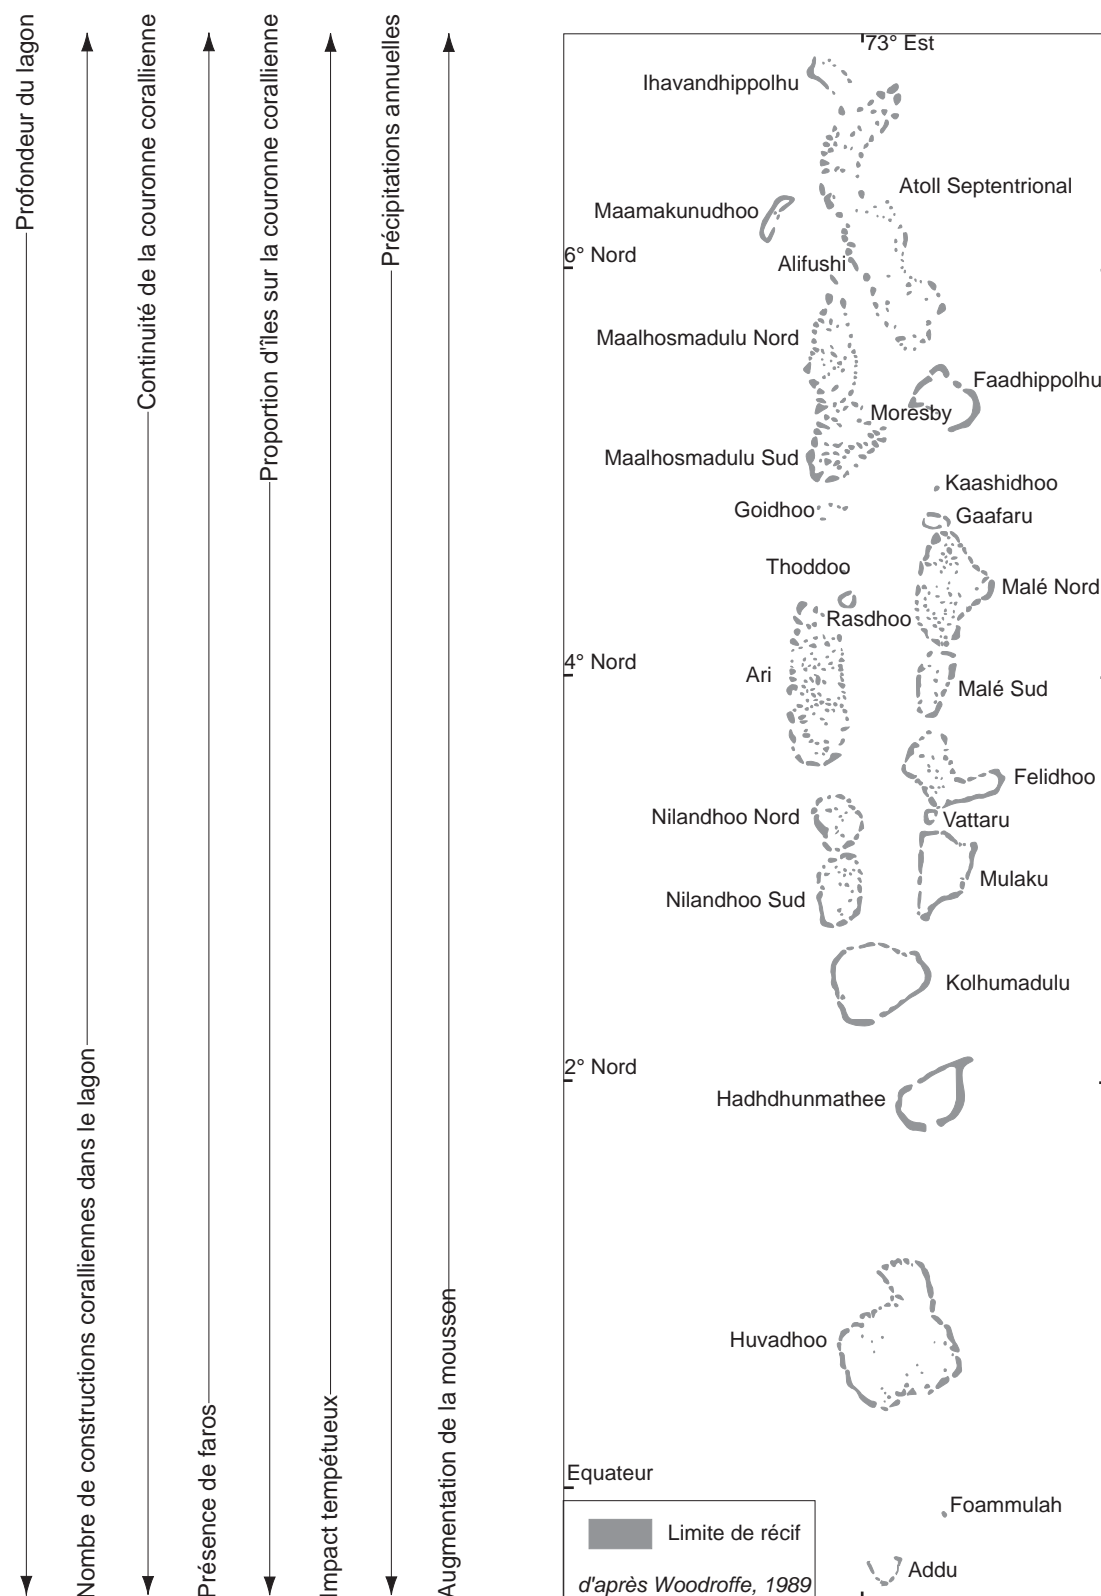 Profondeur du lagon
Nombre de constructions coralliennes dans le lagon
Continuité de la couronne corallienne
Présence de faros
Proportion d'îles sur la couronne corallienne
Impact tempétueux
Précipitations annuelles
Augmentation de la mousson
73° Est
Ihavandhippolhu
Atoll Septentrional
Maamakunudhoo
6° Nord
Alifushi
Maalhosmadulu Nord
Faadhippolhu
Moresby
Maalhosmadulu Sud
Kaashidhoo
Goidhoo
Gaafaru
Thoddoo
Malé Nord
Rasdhoo
4° Nord
Ari
Malé Sud
Felidhoo
Nilandhoo Nord
Vattaru
Mulaku
Nilandhoo Sud
Kolhumadulu
2° Nord
Hadhdhunmathee
Huvadhoo
Equateur
Foammulah
Limite de récif
Addu
d'après Woodroffe, 1989